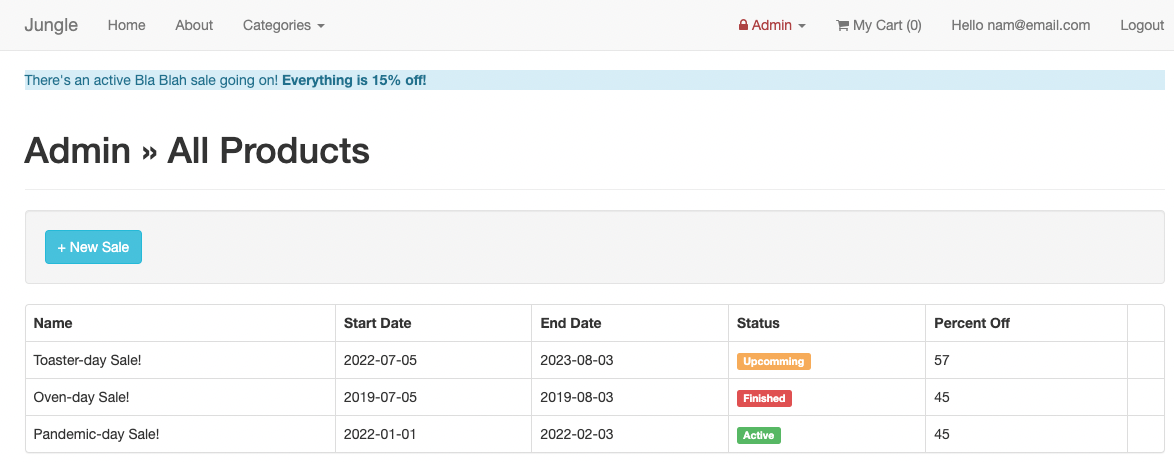 Jungle Home About Categories Admin My Cart (0) Hello nam@email.com Logout
There's an active Bla Blah sale going on! Everything is 15% off!
Admin » All Products
+ New Sale
Name Start Date End Date Status Percent Off
Toaster-day Sale! 2022-07-05 2023-08-03 Upcomming 57
Oven-day Sale! 2019-07-05 2019-08-03 Finished 45
Pandemic-day Sale! 2022-01-01 2022-02-03 Active 45